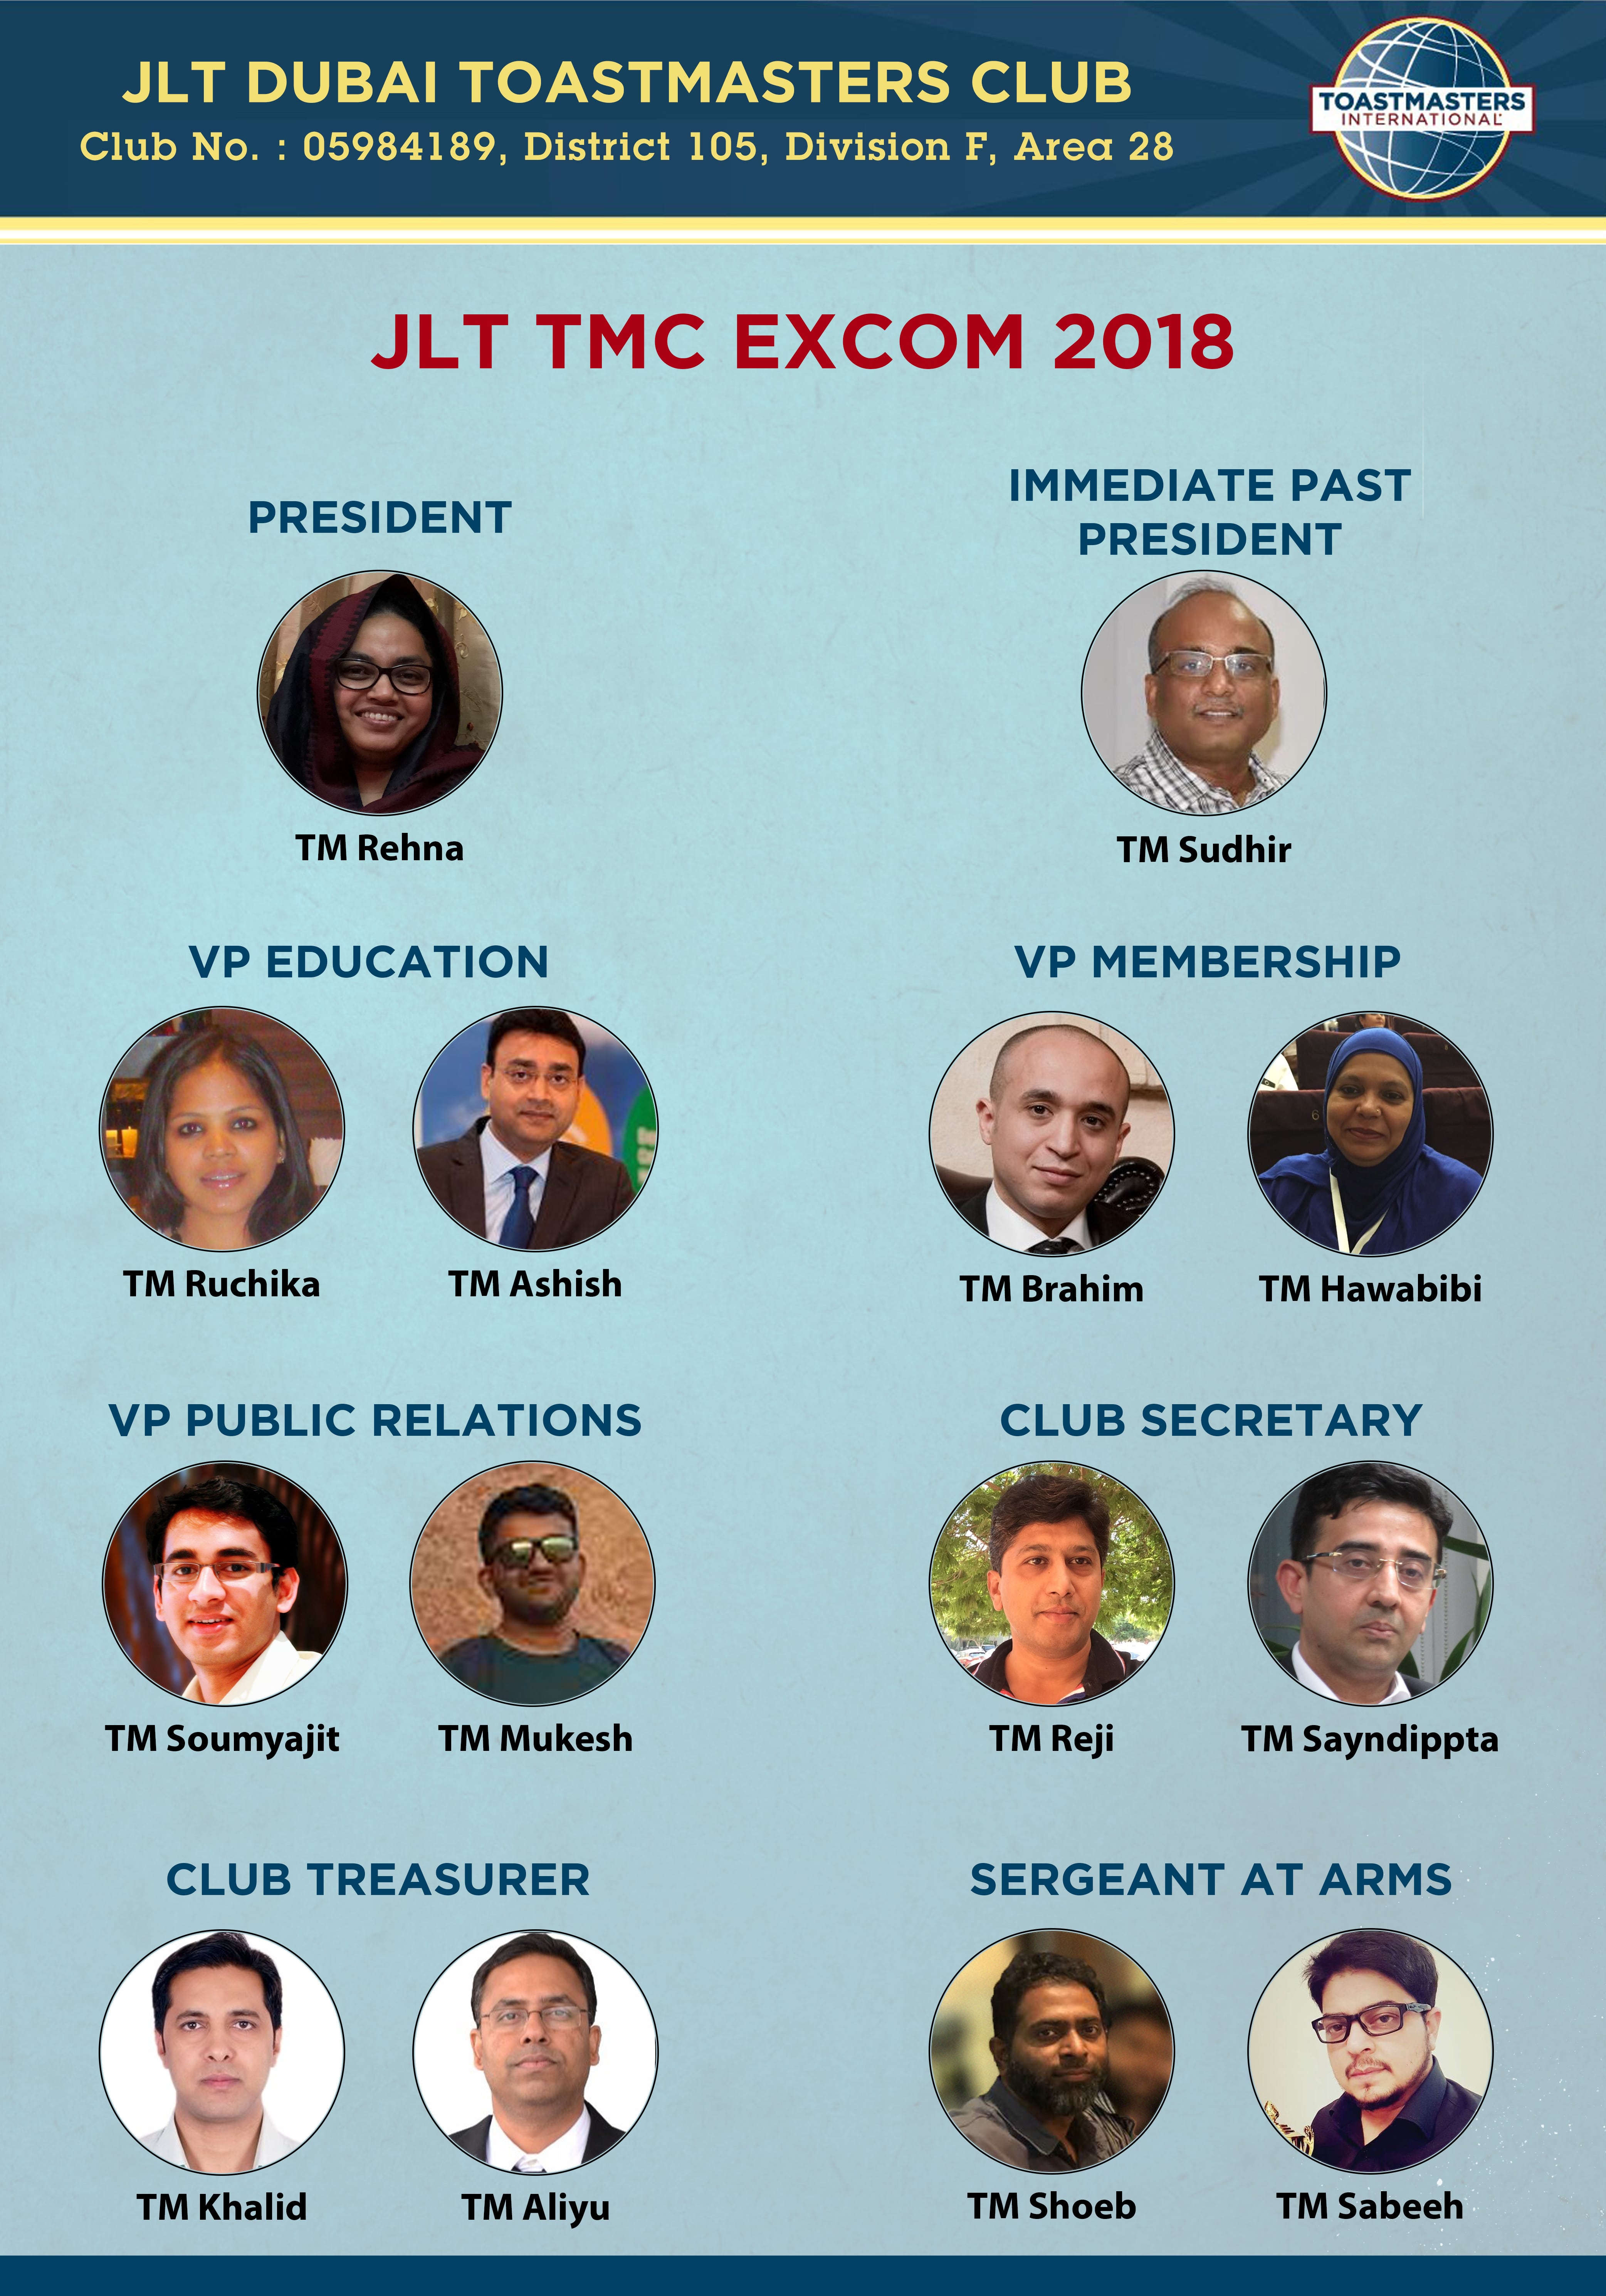 JLT DUBAI TOASTMASTERS CLUB
Club No. : 05984189, District 105, Division F, Area 28
TOASTMASTERS
INTERNATIONAL
JLT TMC EXCOM 2018
PRESIDENT
TM Rehna
IMMEDIATE PAST
PRESIDENT
TM Sudhir
VP EDUCATION
TM Ruchika
TM Ashish
VP MEMBERSHIP
6
TM Brahim
TM Hawabibi
VP PUBLIC RELATIONS
TM Soumyajit
TM Mukesh
CLUB SECRETARY
TM Reji
TM Sayndippta
CLUB TREASURER
TM Khalid
TM Aliyu
SERGEANT AT ARMS
TM Shoeb
TM Sabeeh